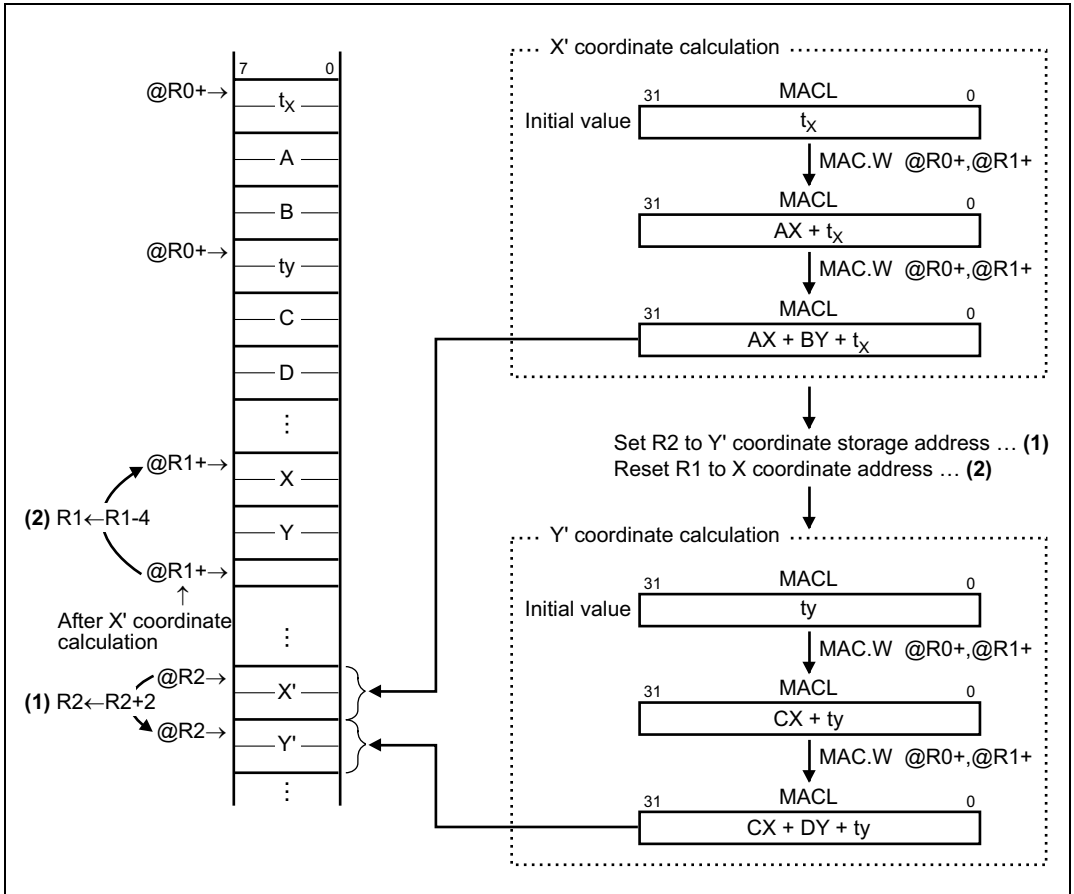 7 0
@R0+→
tX
A
B
@R0+→
ty
C
D
⋮
@R1+→
X
(2) R1←R1-4
Y
@R1+→
↑
After X' coordinate
calculation
⋮
@R2→
X'
(1) R2←R2+2
@R2→
Y'
⋮
X' coordinate calculation
31 MACL 0
Initial value
tX
MAC.W @R0+,@R1+
31 MACL 0
AX + tX
MAC.W @R0+,@R1+
31 MACL 0
AX + BY + tX
Set R2 to Y' coordinate storage address … (1)
Reset R1 to X coordinate address … (2)
Y' coordinate calculation
31 MACL 0
Initial value
ty
MAC.W @R0+,@R1+
31 MACL 0
CX + ty
MAC.W @R0+,@R1+
31 MACL 0
CX + DY + ty